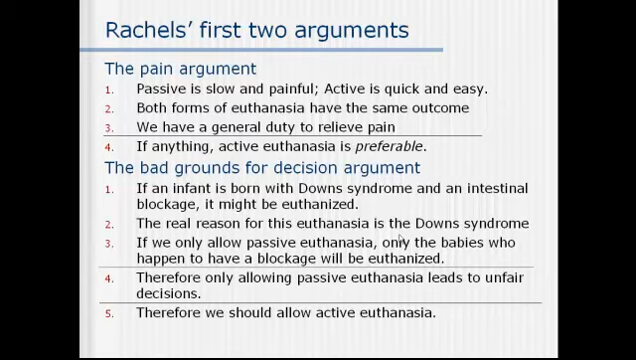 Rachels' first two arguments
The pain argument
1. Passive is slow and painful; Active is quick and easy.
2. Both forms of euthanasia have the same outcome
3. We have a general duty to relieve pain
4. If anything, active euthanasia is preferable.
The bad grounds for decision argument
1. If an infant is born with Downs syndrome and an intestinal
blockage, it might be euthanized.
2. The real reason for this euthanasia is the Downs syndrome
3. If we only allow passive euthanasia, only the babies who
happen to have a blockage will be euthanized.
4. Therefore only allowing passive euthanasia leads to unfair
decisions.
5. Therefore we should allow active euthanasia.